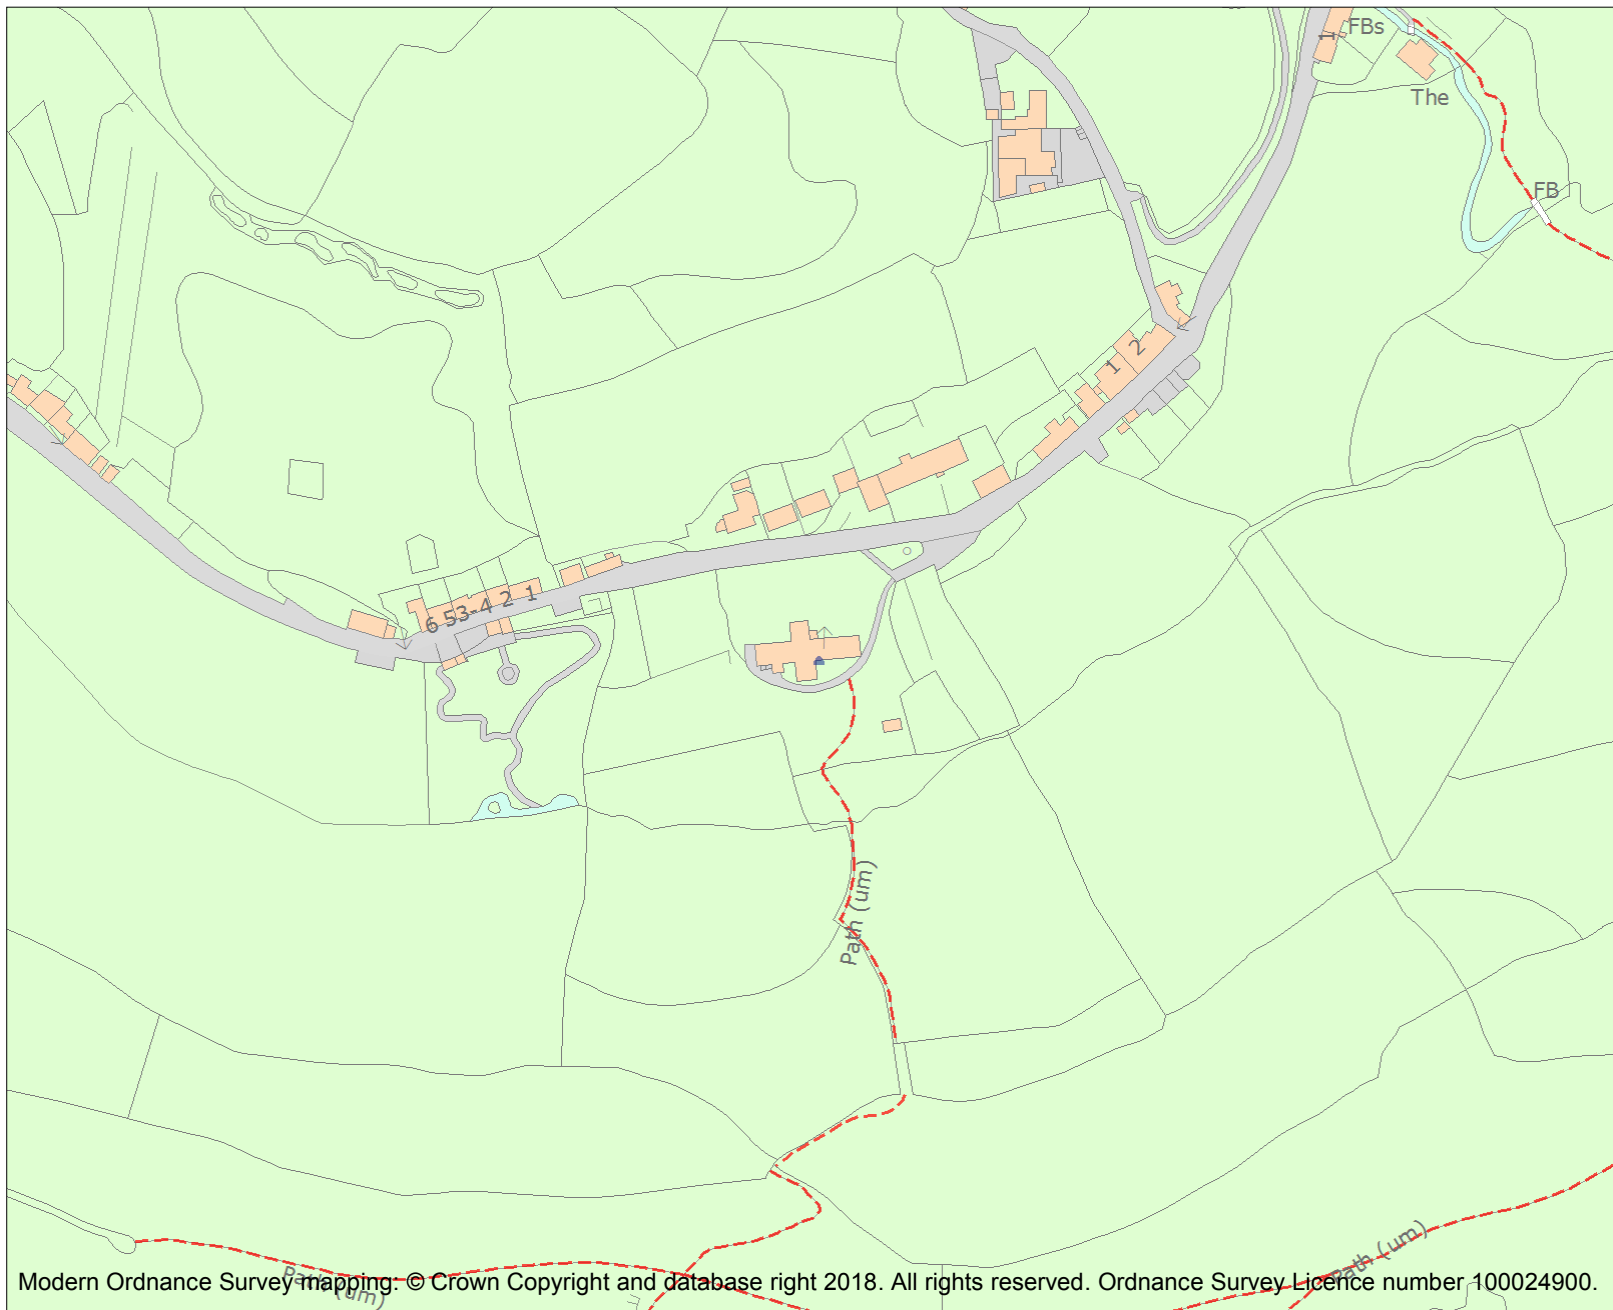 1
FBs
The
FB
2
1
6 5 3-4 2 1
Path (um)
Path (um)
Path (um)
Modern Ordnance Survey mapping: © Crown Copyright and database right 2018. All rights reserved. Ordnance Survey Licence number 100024900.